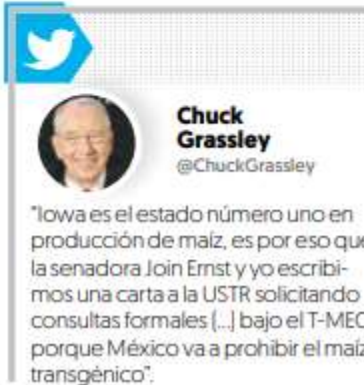 Chuck
Grassley
@ChuckGrassley
"Iowa es el estado número uno en
producción de maíz, es por eso que
la senadora Join Ernst y yo escribi-
mos una carta a la USTR solicitando
consultas formales (...) bajo el T-MEC
porque México va a prohibir el maíz
transgénico".